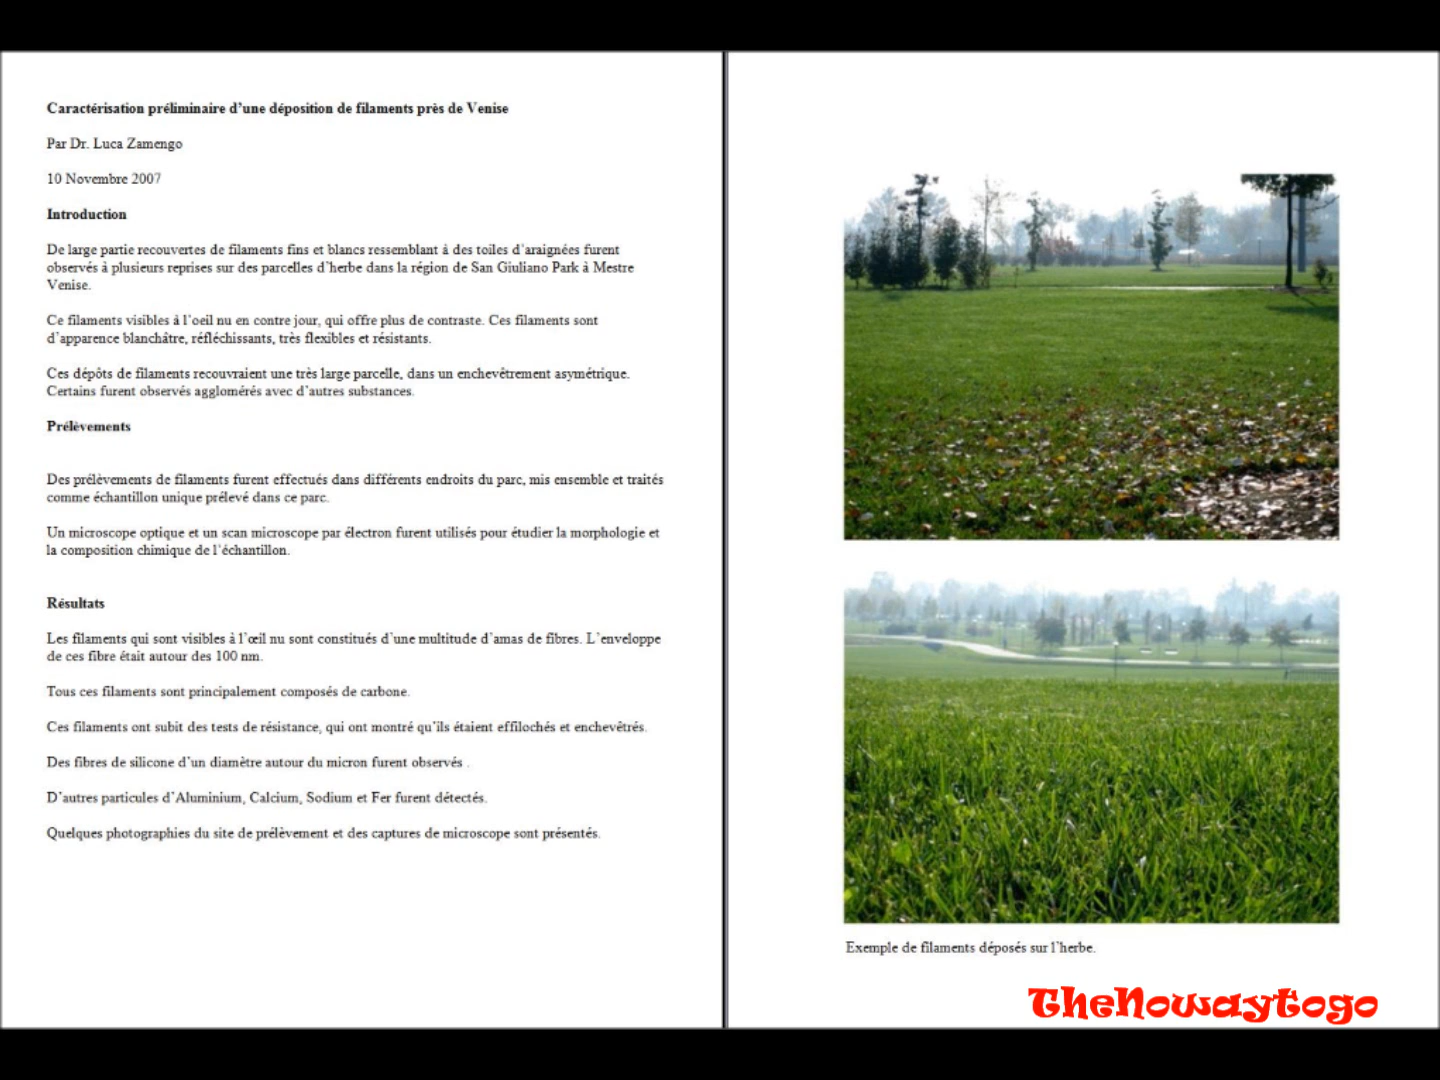 Caractérisation préliminaire d'une déposition de filaments près de Venise
Par Dr. Luca Zamengo
10 Novembre 2007
Introduction
De large partie recouvertes de filaments fins et blancs ressemblant à des toiles d'araignées furent
observés à plusieurs reprises sur des parcelles d'herbe dans la région de San Giuliano Park à Mestre
Venise.
Ce filaments visibles à l'oeil nu en contre jour, qui offre plus de contraste. Ces filaments sont
d'apparence blanchâtre, réfléchissants, très flexibles et résistants.
Ces dépôts de filaments recouvruraient une très large parcelle, dans un enchevêtrement asymétrique.
Certains furent observés agglomérés avec d'autres substances.
Prélèvements
Des prélèvements de filaments furent effectués dans différents endroits du parc, mis ensemble et traités
comme échantillon unique prélevé dans ce parc.
Un microscope optique et un scan microscope par électron furent utilisés pour étudier la morphologie et
la composition chimique de l'échantillon.
Résultats
Les filaments qui sont visibles à l'œil nu sont constitués d'une multitude d'amas de fibres. L'enveloppe
de ces fibre était autour des 100 nm.
Tous ces filaments sont principalement composés de carbone.
Ces filaments ont subit des tests de résistance, qui ont montré qu'ils étaient effilochés et enchevêtrés.
Des fibres de silicone d'un diamètre autour du micron furent observés .
D'autres particules d'Aluminium, Calcium, Sodium et Fer furent détectés.
Quelques photographies du site de prélèvement et des captures de microscope sont présentés.
Exemple de filaments déposés sur l'herbe.
TheNowaytogo